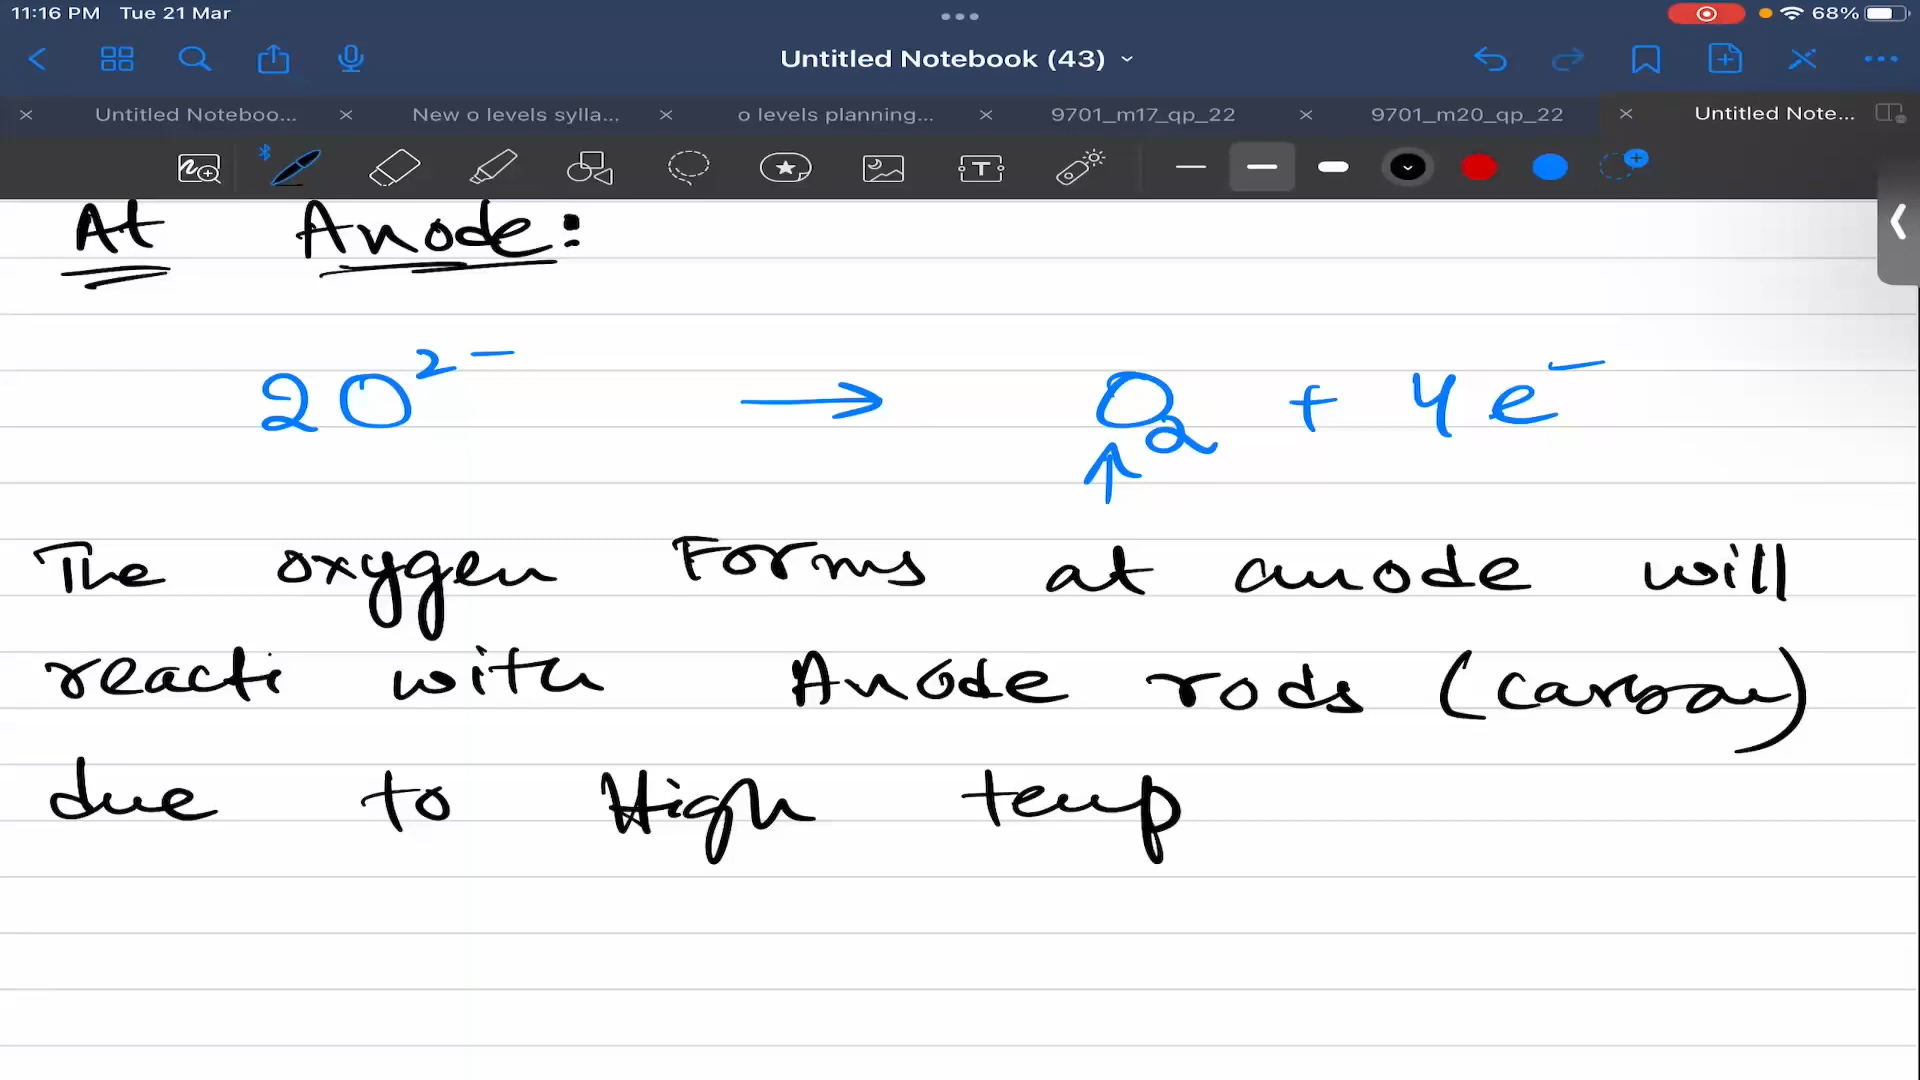 11:16 PM Tue 21 Mar
68%
Untitled Notebook (43)
Untitled Noteboo...
New o levels sylla...
o levels planning...
9701_m17_qp_22
9701_m20_qp_22
Untitled Note...
At Anode:
2O²⁻ → O₂ + 4e⁻
↑
The oxygen Forms at anode will
reacti with Anode rods (carbon)
due to High temp